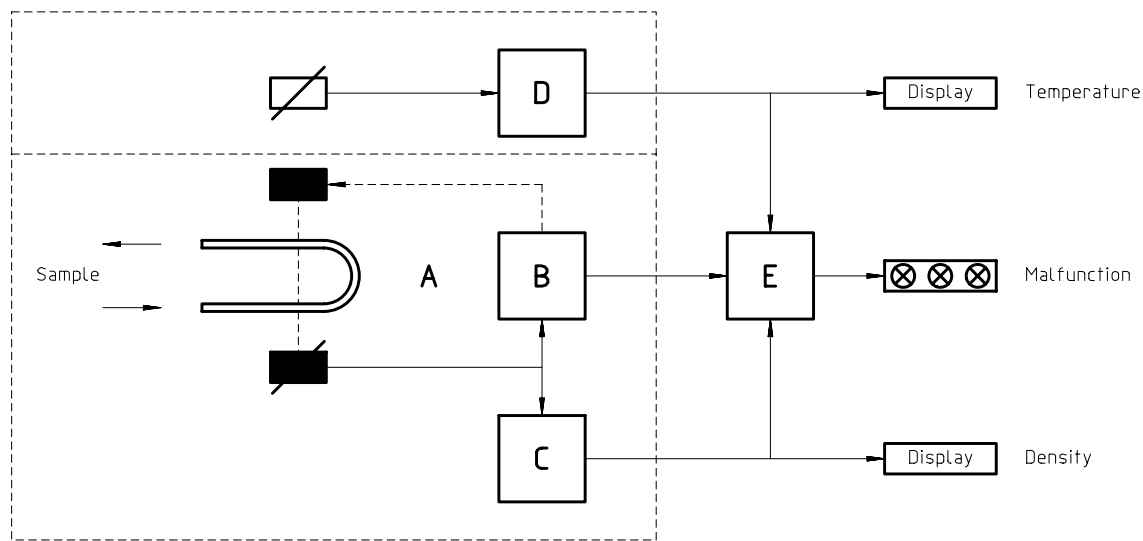 D
Display
Temperature
Sample
A
B
E
Malfunction
C
Display
Density